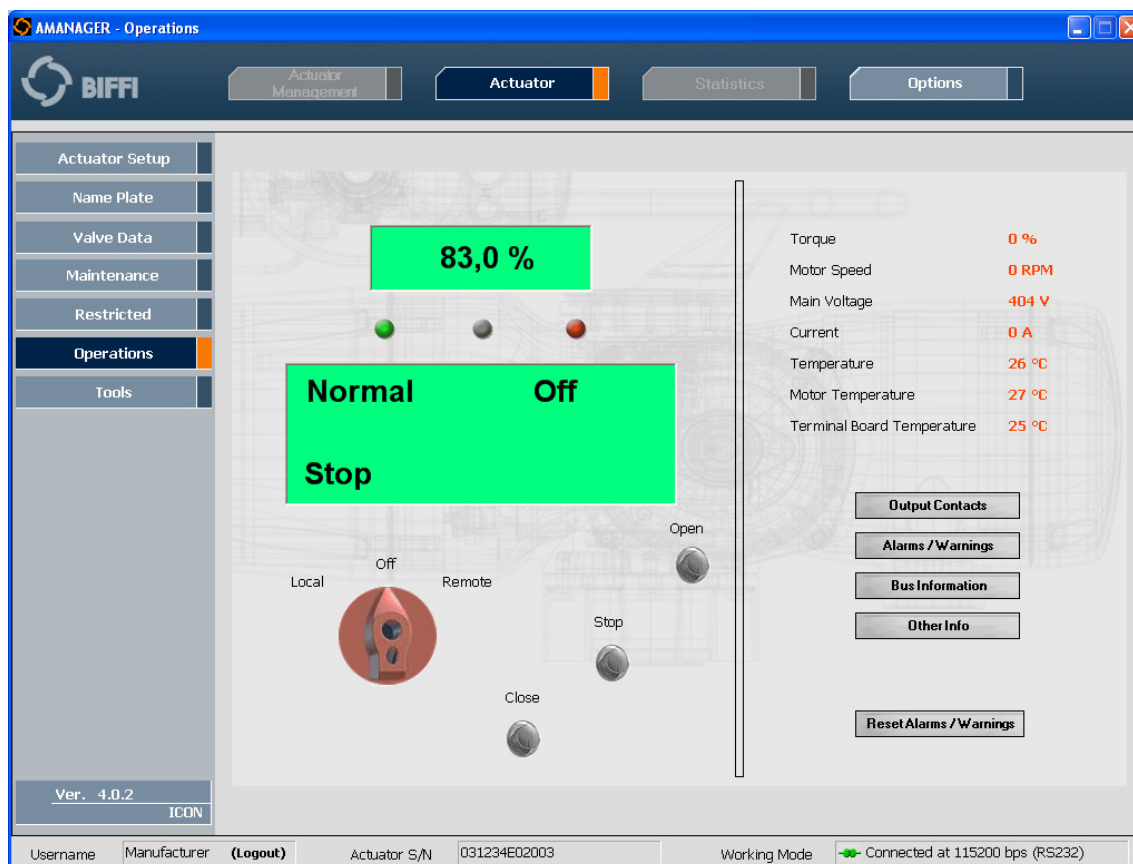 AMANAGER - Operations
BIFFI
Actuator Management
Actuator
Statistics
Options
Actuator Setup
Name Plate
Valve Data
Maintenance
Restricted
Operations
Tools
83,0 %
Normal Off
Stop
Open
Off
Local Remote
Stop
Close
Torque 0 %
Motor Speed 0 RPM
Main Voltage 404 V
Current 0 A
Temperature 26 °C
Motor Temperature 27 °C
Terminal Board Temperature 25 °C
Output Contacts
Alarms / Warnings
Bus Information
Other Info
Reset Alarms / Warnings
Ver. 4.0.2
ICON
Username Manufacturer (Logout) Actuator S/N 031234E02003 Working Mode Connected at 115200 bps (RS232)